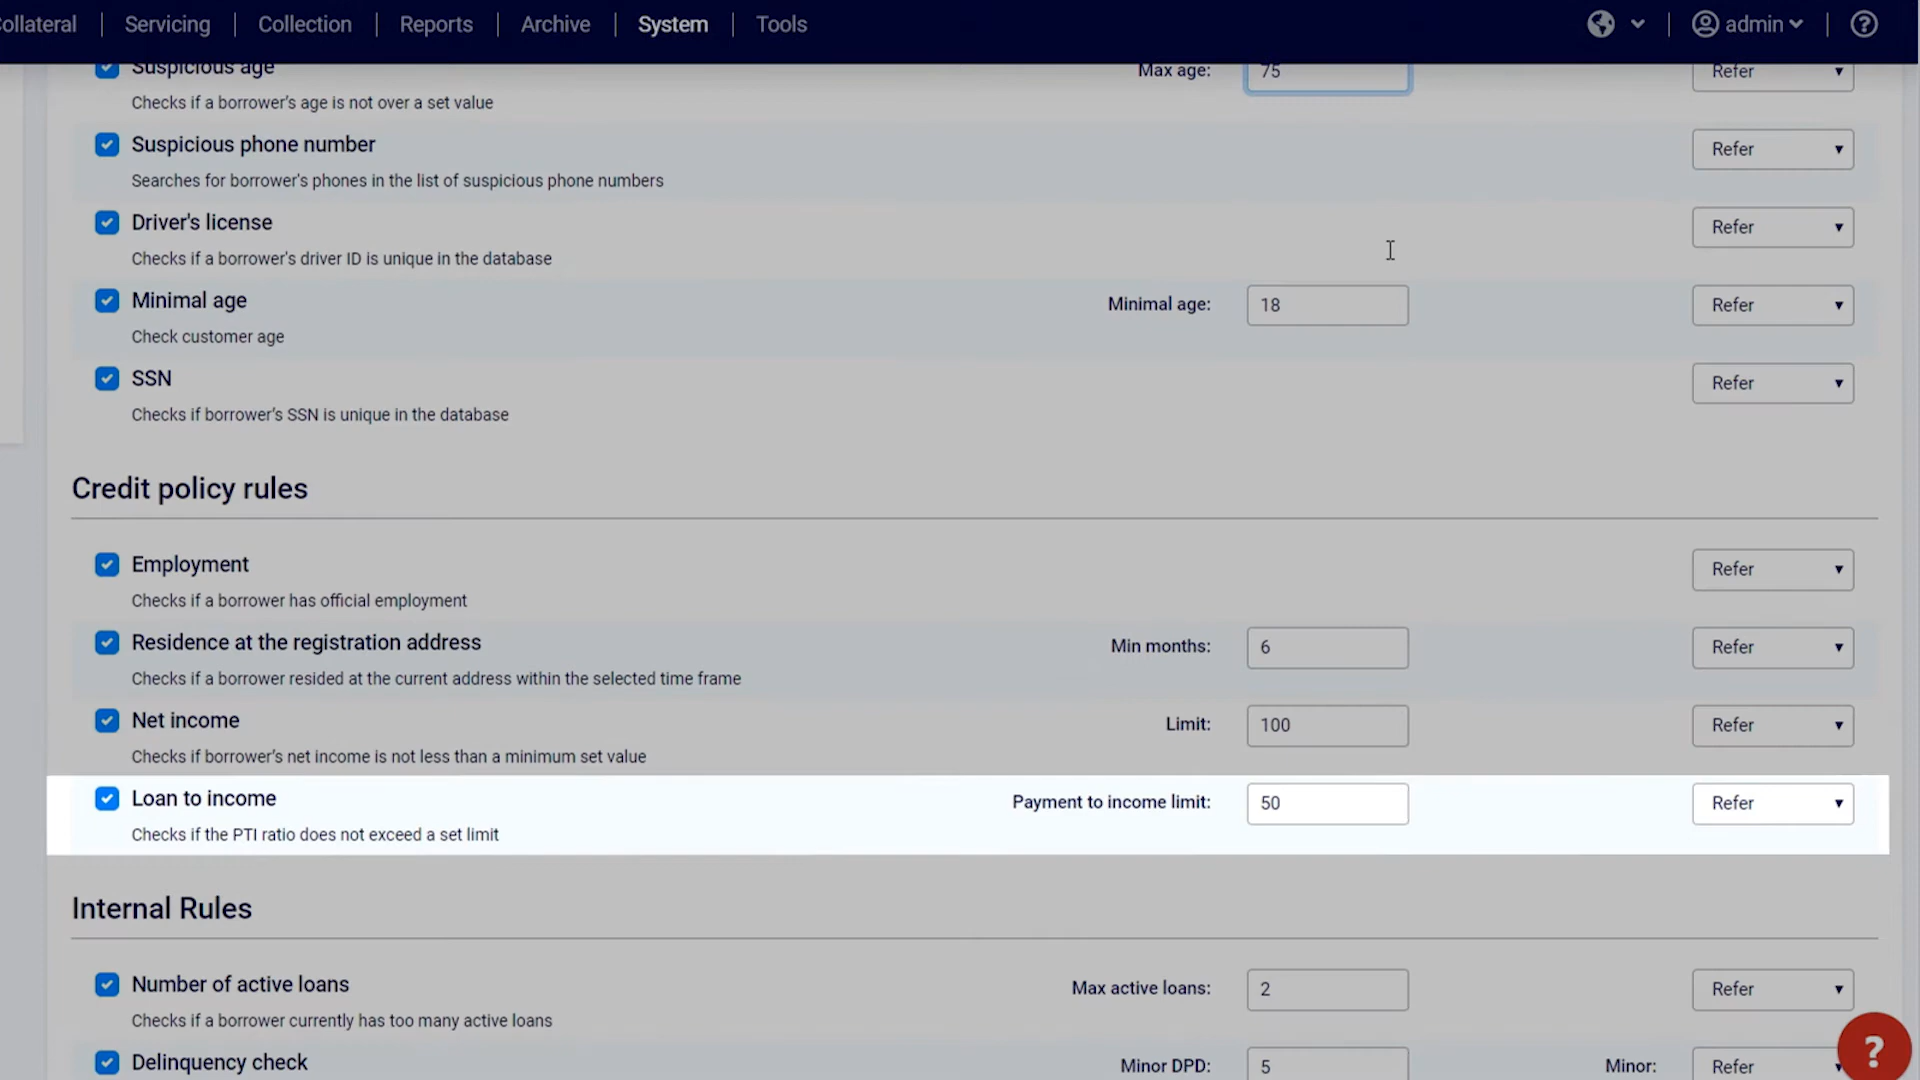 ollateral | Servicing | Collection | Reports | Archive | System | Tools | admin | ?
Suspicious age Max age: 75 Refer
Checks if a borrower's age is not over a set value
Suspicious phone number Refer
Searches for borrower's phones in the list of suspicious phone numbers
Driver's license Refer
Checks if a borrower's driver ID is unique in the database
Minimal age Minimal age: 18 Refer
Check customer age
SSN Refer
Checks if borrower's SSN is unique in the database
Credit policy rules
Employment Refer
Checks if a borrower has official employment
Residence at the registration address Min months: 6 Refer
Checks if a borrower resided at the current address within the selected time frame
Net income Limit: 100 Refer
Checks if borrower's net income is not less than a minimum set value
Loan to income Payment to income limit: 50 Refer
Checks if the PTI ratio does not exceed a set limit
Internal Rules
Number of active loans Max active loans: 2 Refer
Checks if a borrower currently has too many active loans
Delinquency check Minor DPD: 5 Minor: Refer
?